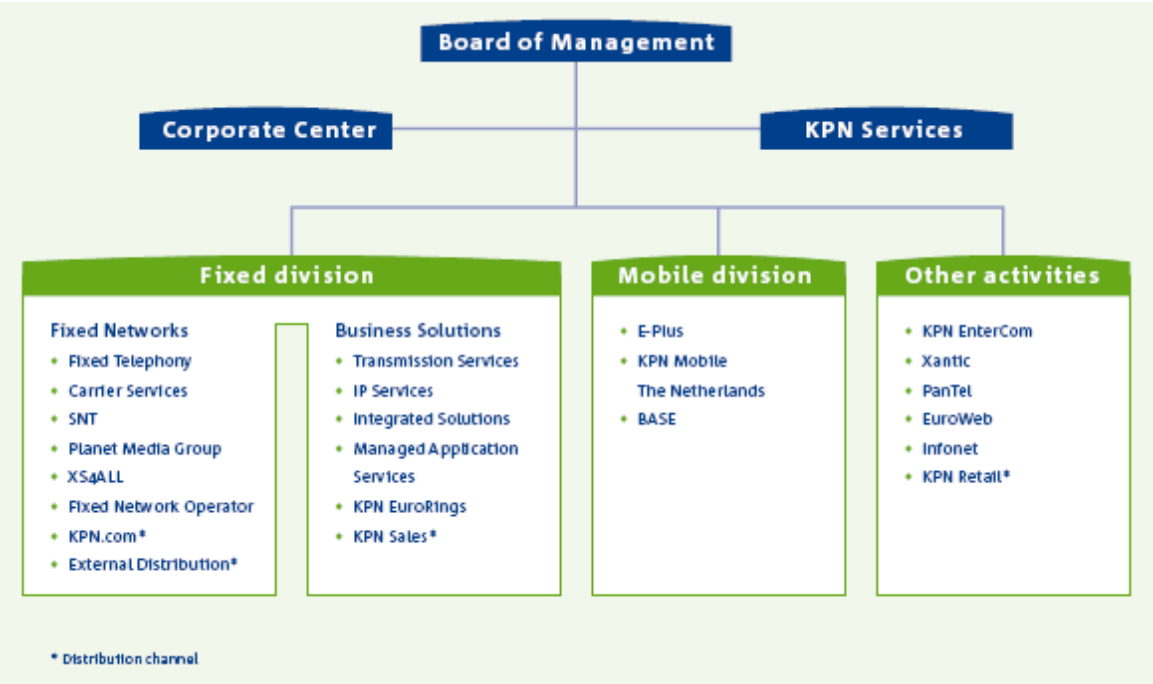 Board of Management
Corporate Center
KPN Services
Fixed division
Fixed Networks
• Fixed Telephony
• Carrier Services
• SNT
• Planet Media Group
• XS4ALL
• Fixed Network Operator
• KPN.com*
• External Distribution*
Business Solutions
• Transmission Services
• IP Services
• Integrated Solutions
• Managed Application
Services
• KPN EuroRings
• KPN Sales*
Mobile division
• E-Plus
• KPN Mobile
The Netherlands
• BASE
Other activities
• KPN EnterCom
• Xantic
• PanTel
• EuroWeb
• Infonet
• KPN Retail*
* Distribution channel